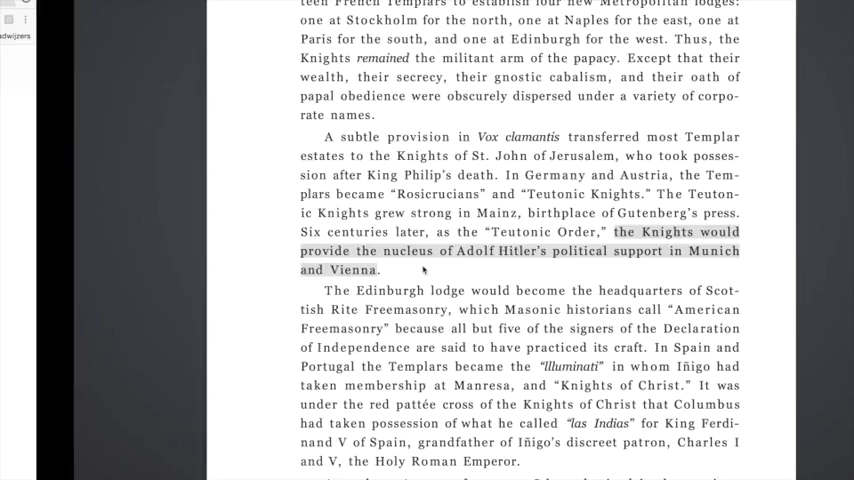 adwijzers
teen French Templars to establish four new Metropolitan lodges:
one at Stockholm for the north, one at Naples for the east, one at
Paris for the south, and one at Edinburgh for the west. Thus, the
Knights remained the militant arm of the papacy. Except that their
wealth, their secrecy, their gnostic cabalism, and their oath of
papal obedience were obscurely dispersed under a variety of corpo-
rate names.
A subtle provision in Vox clamantis transferred most Templar
estates to the Knights of St. John of Jerusalem, who took posses-
sion after King Philip's death. In Germany and Austria, the Tem-
plars became “Rosicrucians” and “Teutonic Knights.” The Teuton-
ic Knights grew strong in Mainz, birthplace of Gutenberg's press.
Six centuries later, as the “Teutonic Order,” the Knights would
provide the nucleus of Adolf Hitler's political support in Munich
and Vienna.
The Edinburgh lodge would become the headquarters of Scot-
tish Rite Freemasonry, which Masonic historians call “American
Freemasonry” because all but five of the signers of the Declaration
of Independence are said to have practiced its craft. In Spain and
Portugal the Templars became the “Illuminati” in whom Iñigo had
taken membership at Manresa, and “Knights of Christ.” It was
under the red pattée cross of the Knights of Christ that Columbus
had taken possession of what he called “las Indias” for King Ferdi-
nand V of Spain, grandfather of Iñigo's discreet patron, Charles I
and V, the Holy Roman Emperor.